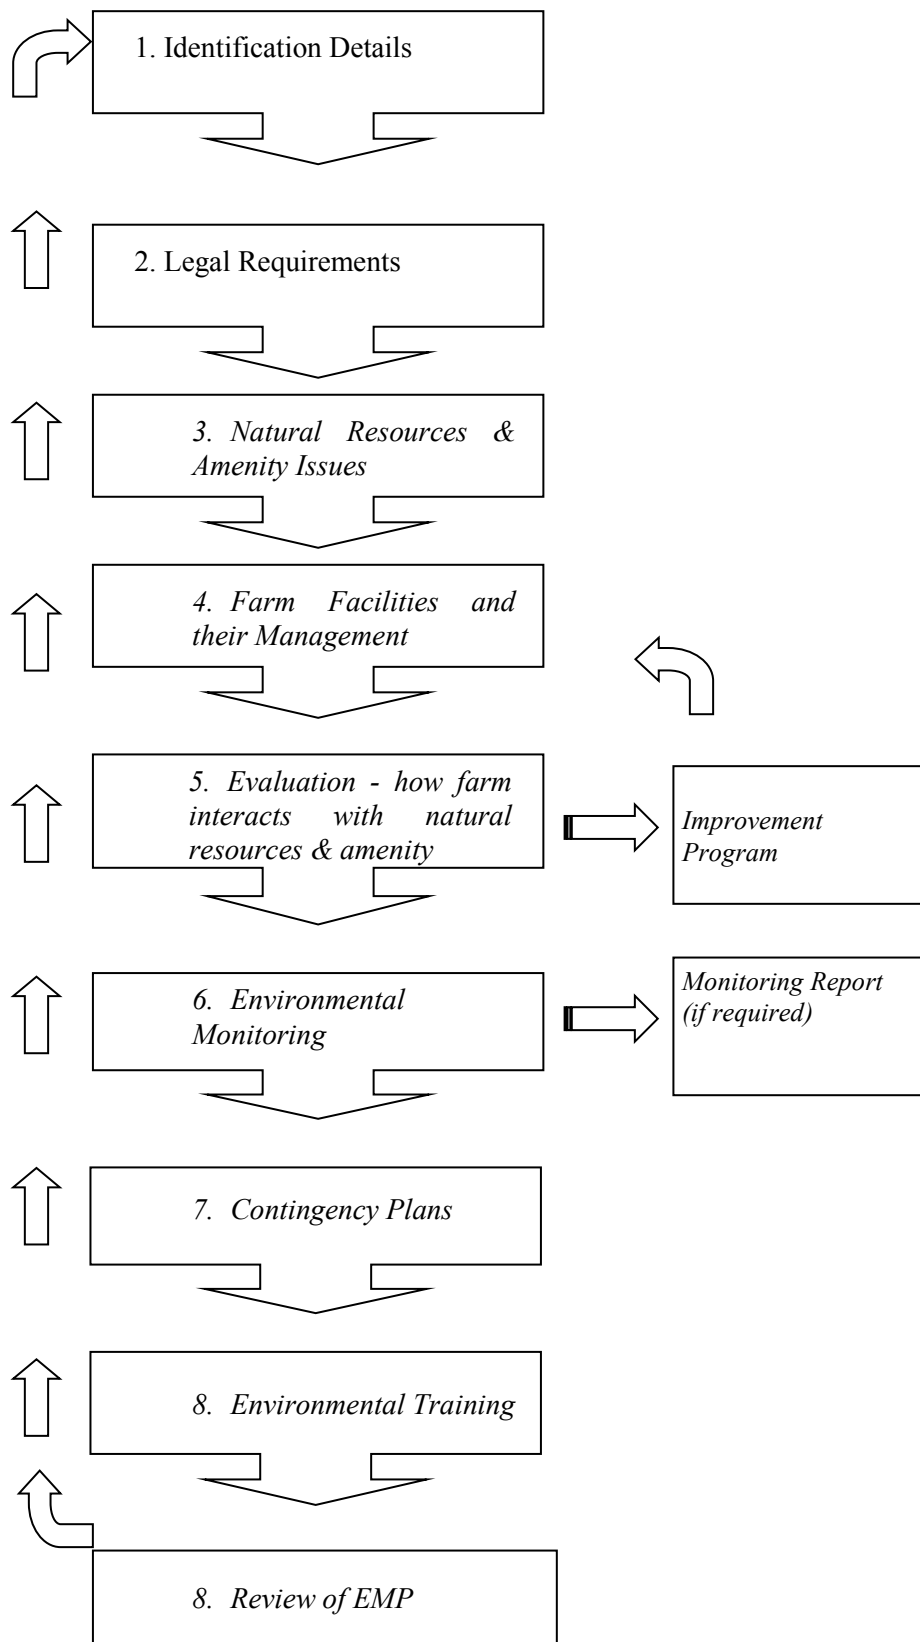 1. Identification Details
2. Legal Requirements
3. Natural Resources &
Amenity Issues
4. Farm Facilities and
their Management
5. Evaluation - how farm
interacts with natural
resources & amenity
Improvement
Program
6. Environmental
Monitoring
Monitoring Report
(if required)
7. Contingency Plans
8. Environmental Training
8. Review of EMP